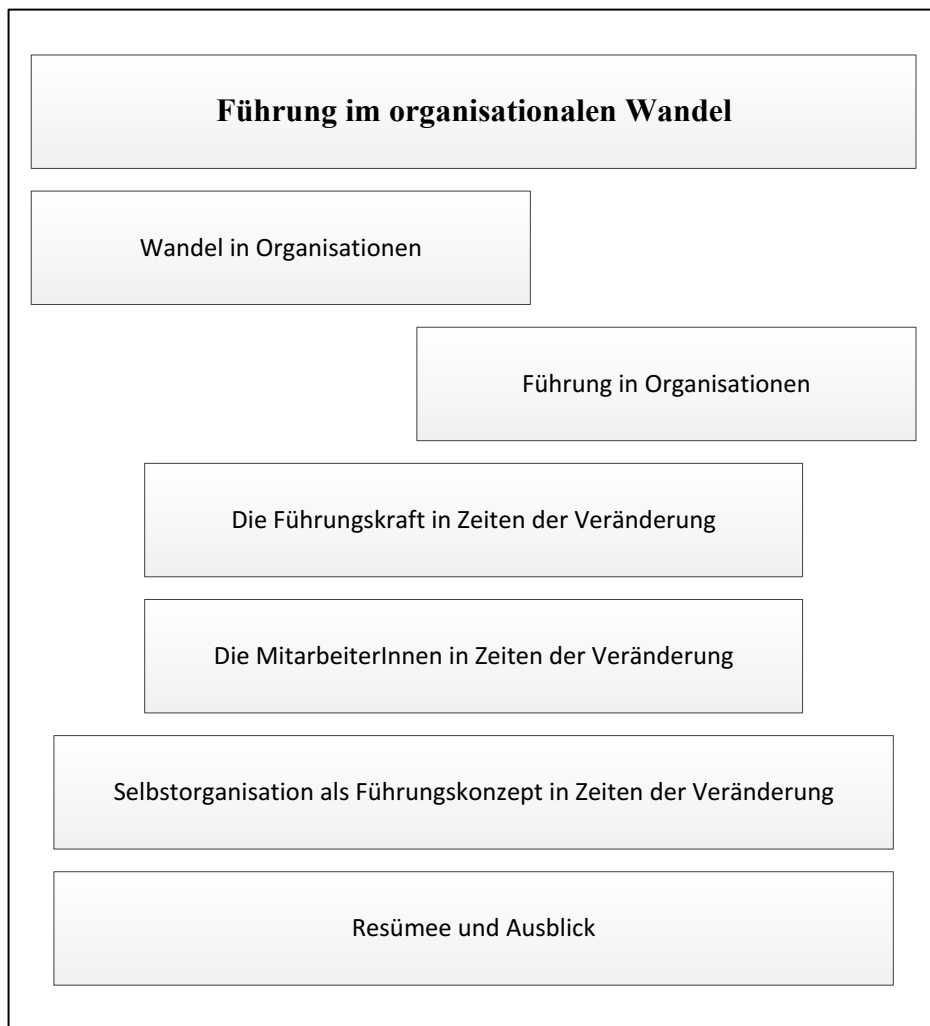 Führung im organisationalen Wandel
Wandel in Organisationen
Führung in Organisationen
Die Führungskraft in Zeiten der Veränderung
Die MitarbeiterInnen in Zeiten der Veränderung
Selbstorganisation als Führungskonzept in Zeiten der Veränderung
Resümee und Ausblick